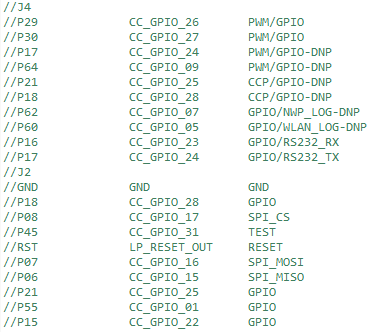 //J4
//P29 CC_GPIO_26 PWM/GPIO
//P30 CC_GPIO_27 PWM/GPIO
//P17 CC_GPIO_24 PWM/GPIO-DNP
//P64 CC_GPIO_09 PWM/GPIO-DNP
//P21 CC_GPIO_25 CCP/GPIO-DNP
//P18 CC_GPIO_28 CCP/GPIO-DNP
//P62 CC_GPIO_07 GPIO/NWP_LOG-DNP
//P60 CC_GPIO_05 GPIO/WLAN_LOG-DNP
//P16 CC_GPIO_23 GPIO/RS232_RX
//P17 CC_GPIO_24 GPIO/RS232_TX
//J2
//GND GND GND
//P18 CC_GPIO_28 GPIO
//P08 CC_GPIO_17 SPI_CS
//P45 CC_GPIO_31 TEST
//RST LP_RESET_OUT RESET
//P07 CC_GPIO_16 SPI_MOSI
//P06 CC_GPIO_15 SPI_MISO
//P21 CC_GPIO_25 GPIO
//P55 CC_GPIO_01 GPIO
//P15 CC_GPIO_22 GPIO